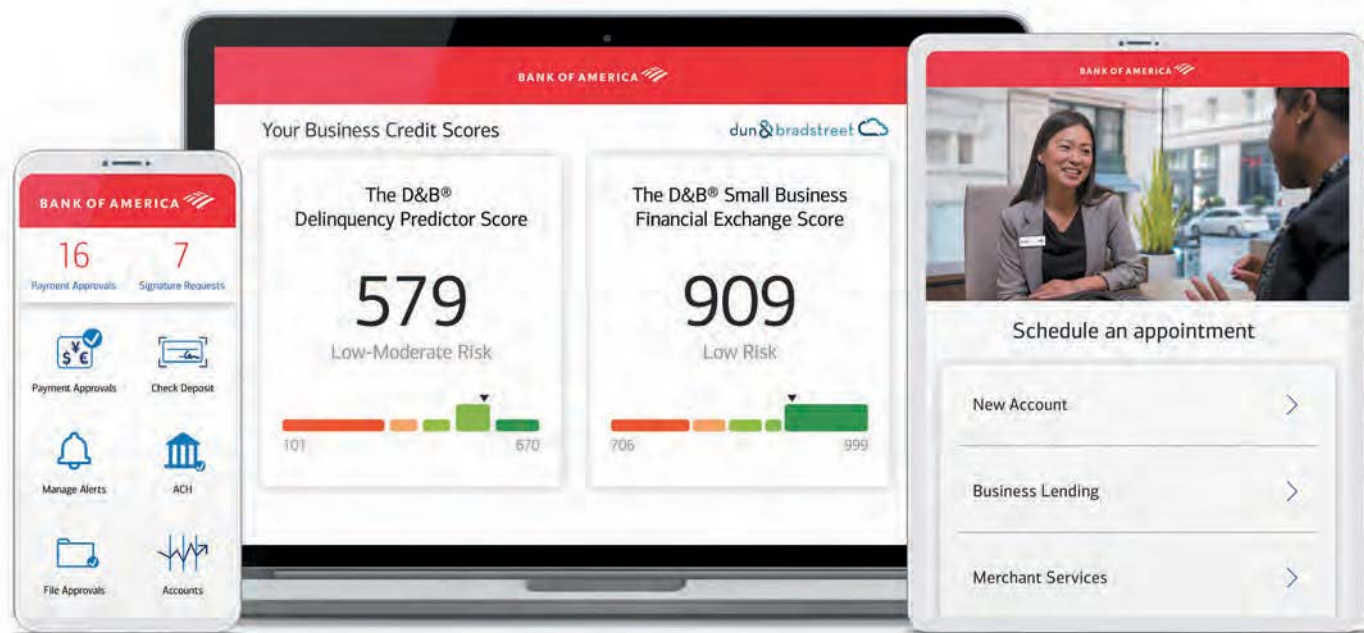 BANK OF AMERICA
16
7
Payment Approvals
Signature Requests
$ ¥ €
Payment Approvals
Check Deposit
Manage Alerts
ACH
File Approvals
Accounts
BANK OF AMERICA
Your Business Credit Scores
dun & bradstreet
The D&B®
Delinquency Predictor Score
579
Low-Moderate Risk
101
670
The D&B® Small Business
Financial Exchange Score
909
Low Risk
706
999
BANK OF AMERICA
Schedule an appointment
New Account
Business Lending
Merchant Services